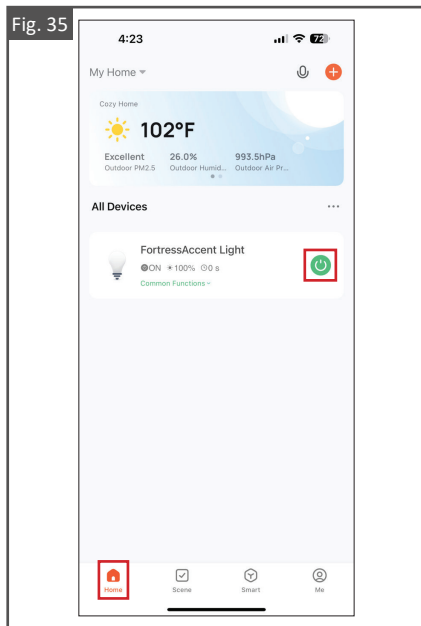 Fig. 35
4:23
72
My Home
Cozy Home
102°F
Excellent 26.0% 993.5hPa
Outdoor PM2.5 Outdoor Humid... Outdoor Air Pr...
All Devices
FortressAccent Light
ON 100% 0 s
Common Functions
Home Scene Smart Me